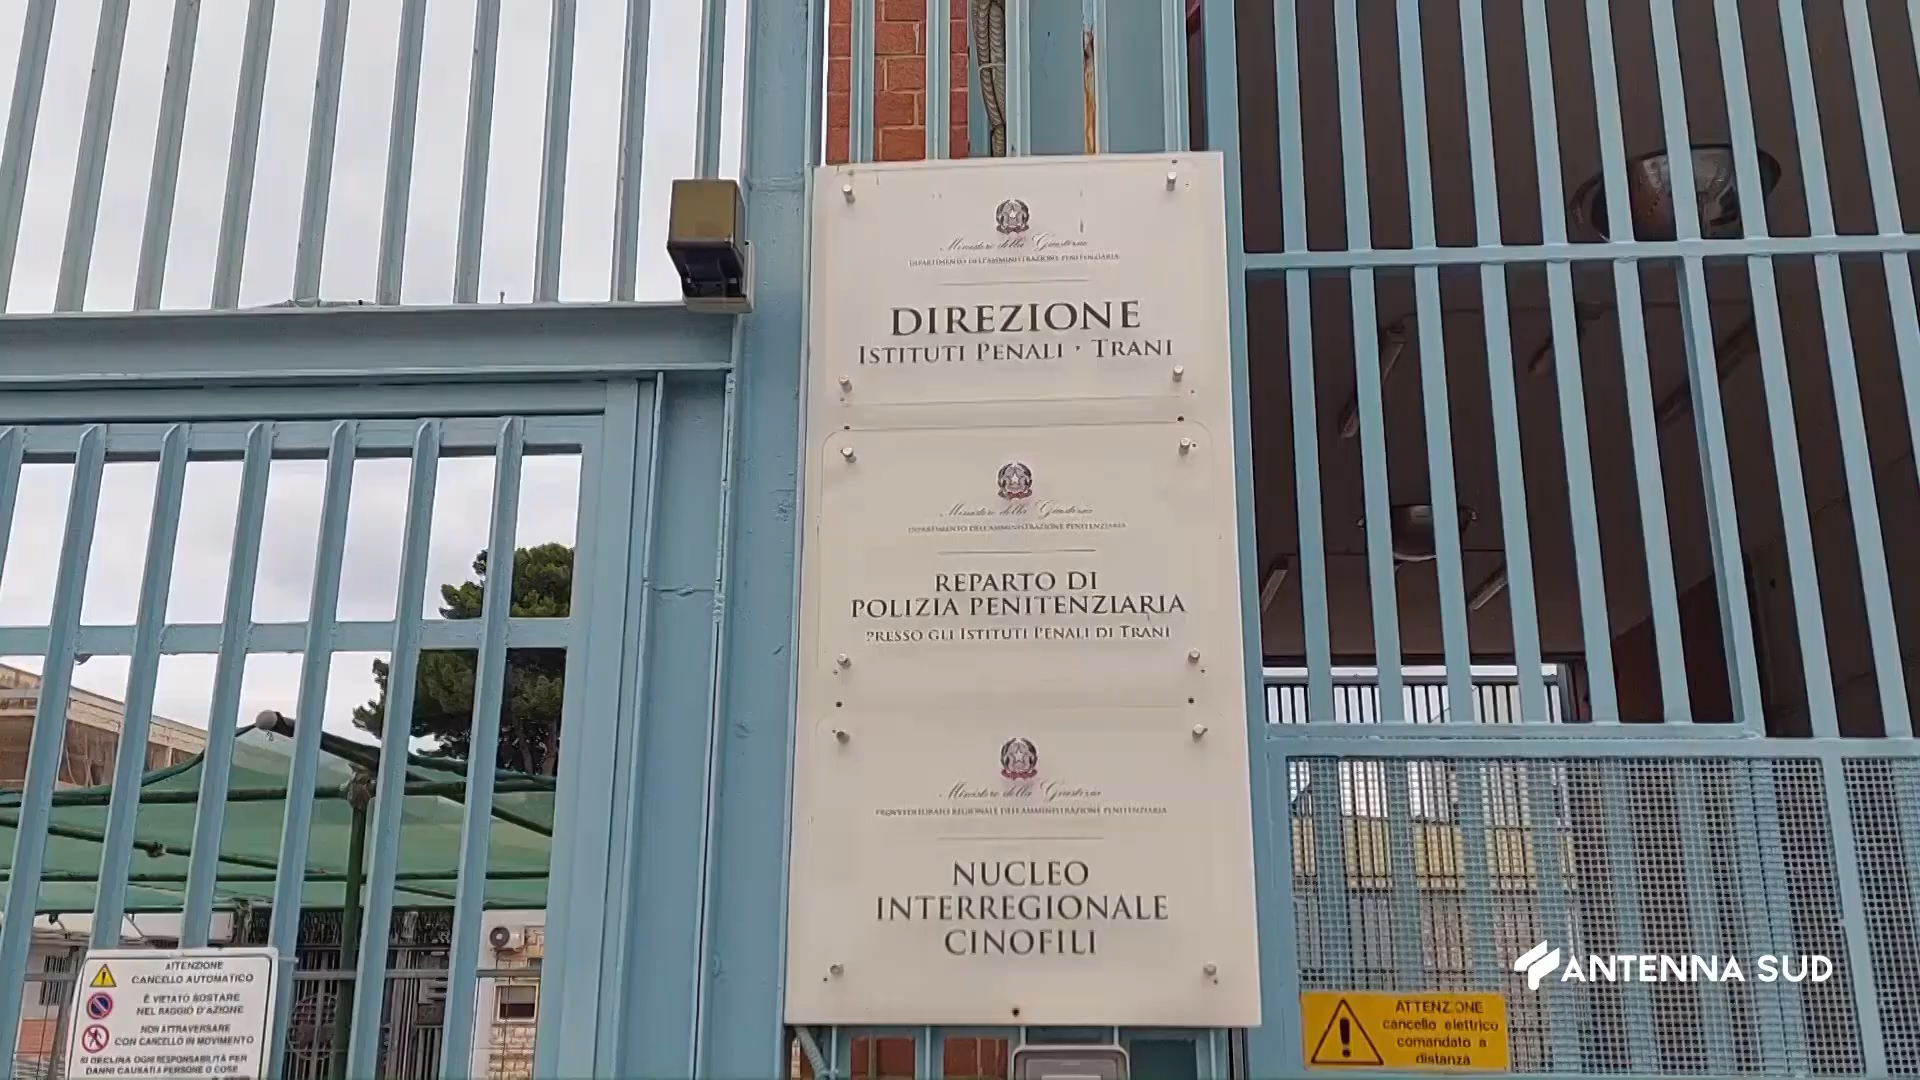 Ministero della Giustizia
DIPARTIMENTO DELL'AMMINISTRAZIONE PENITENZIARIA
DIREZIONE
ISTITUTI PENALI • TRANI
Ministero della Giustizia
DIPARTIMENTO DELL'AMMINISTRAZIONE PENITENZIARIA
REPARTO DI
POLIZIA PENITENZIARIA
PRESSO GLI ISTITUTI PENALI DI TRANI
Ministero della Giustizia
PROVVEDITORATO REGIONALE DELL'AMMINISTRAZIONE PENITENZIARIA
NUCLEO
INTERREGIONALE
CINOFILI
ATTENZIONE
CANCELLO AUTOMATICO
È VIETATO SOSTARE
NEL RAGGIO D'AZIONE
NON ATTRAVERSARE
CON CANCELLO IN MOVIMENTO
SI DECLINA OGNI RESPONSABILITÀ PER
DANNI CAUSATI A PERSONE O COSE
ANTENNA SUD
ATTENZIONE
cancello elettrico
comandato a
distanza